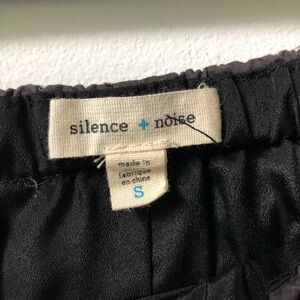 silence + noise
made in
fabriqué
en chine
S